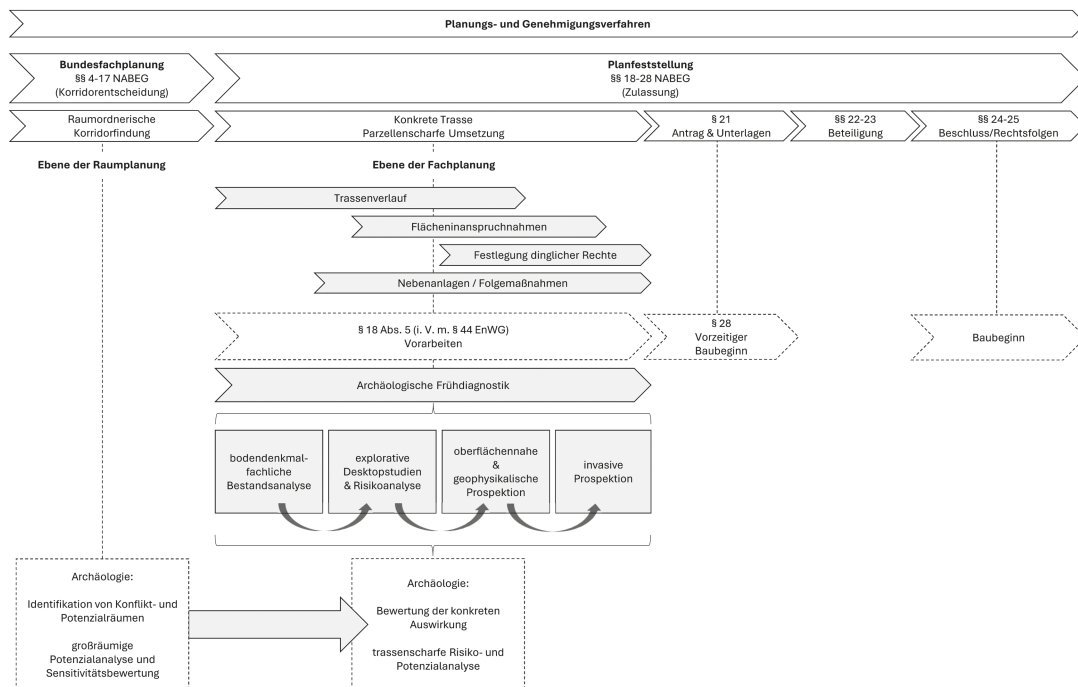 Planungs- und Genehmigungsverfahren
Bundesfachplanung
§§ 4-17 NABEG
(Korridorentscheidung)
Planfeststellung
§§ 18-28 NABEG
(Zulassung)
Raumordnerische
Korridorfindung
Konkrete Trasse
Parzellenscharfe Umsetzung
§ 21
Antrag & Unterlagen
§§ 22-23
Beteiligung
§§ 24-25
Beschluss/Rechtsfolgen
Ebene der Raumplanung
Ebene der Fachplanung
Trassenverlauf
Flächeninanspruchnahmen
Festlegung dinglicher Rechte
Nebenanlagen / Folgemaßnahmen
§ 18 Abs. 5 (i. V. m. § 44 EnWG)
Vorarbeiten
§ 28
Vorzeitiger
Baubeginn
Baubeginn
Archäologische Frühdiagnostik
bodendenkmal-
fachliche
Bestandsanalyse
explorative
Desktopstudien
& Risikoanalyse
oberflächennahe
&
geophysikalische
Prospektion
invasive
Prospektion
Archäologie:
Identifikation von Konflikt- und
Potenzialräumen
großräumige
Potenzialanalyse und
Sensitivitätsbewertung
Archäologie:
Bewertung der konkreten
Auswirkung
trassenscharfe Risiko- und
Potenzialanalyse